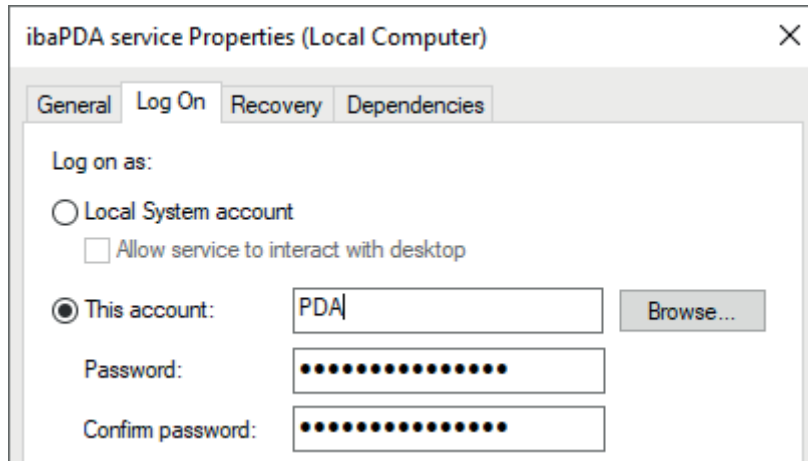 ibaPDA service Properties (Local Computer)
General Log On Recovery Dependencies
Log on as:
Local System account
Allow service to interact with desktop
This account: PDA Browse...
Password: •••••••••••••••
Confirm password: •••••••••••••••